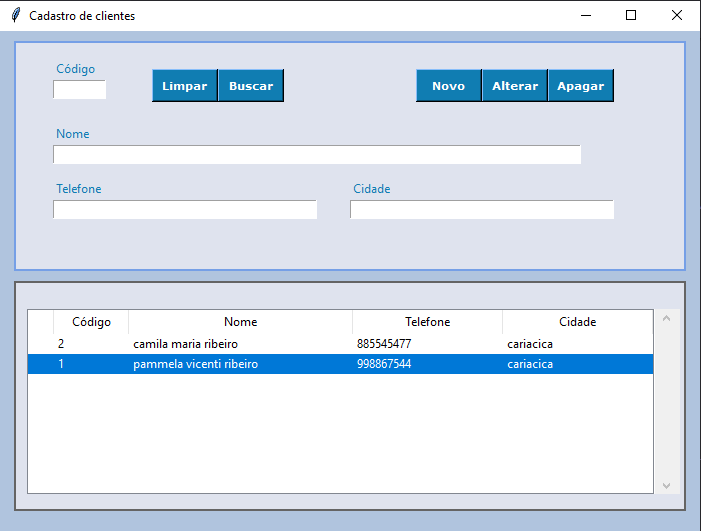 Cadastro de clientes
Código
Limpar Buscar Novo Alterar Apagar
Nome
Telefone Cidade
Código Nome Telefone Cidade
2 camila maria ribeiro 885545477 cariacica
1 pammela vicenti ribeiro 998867544 cariacica